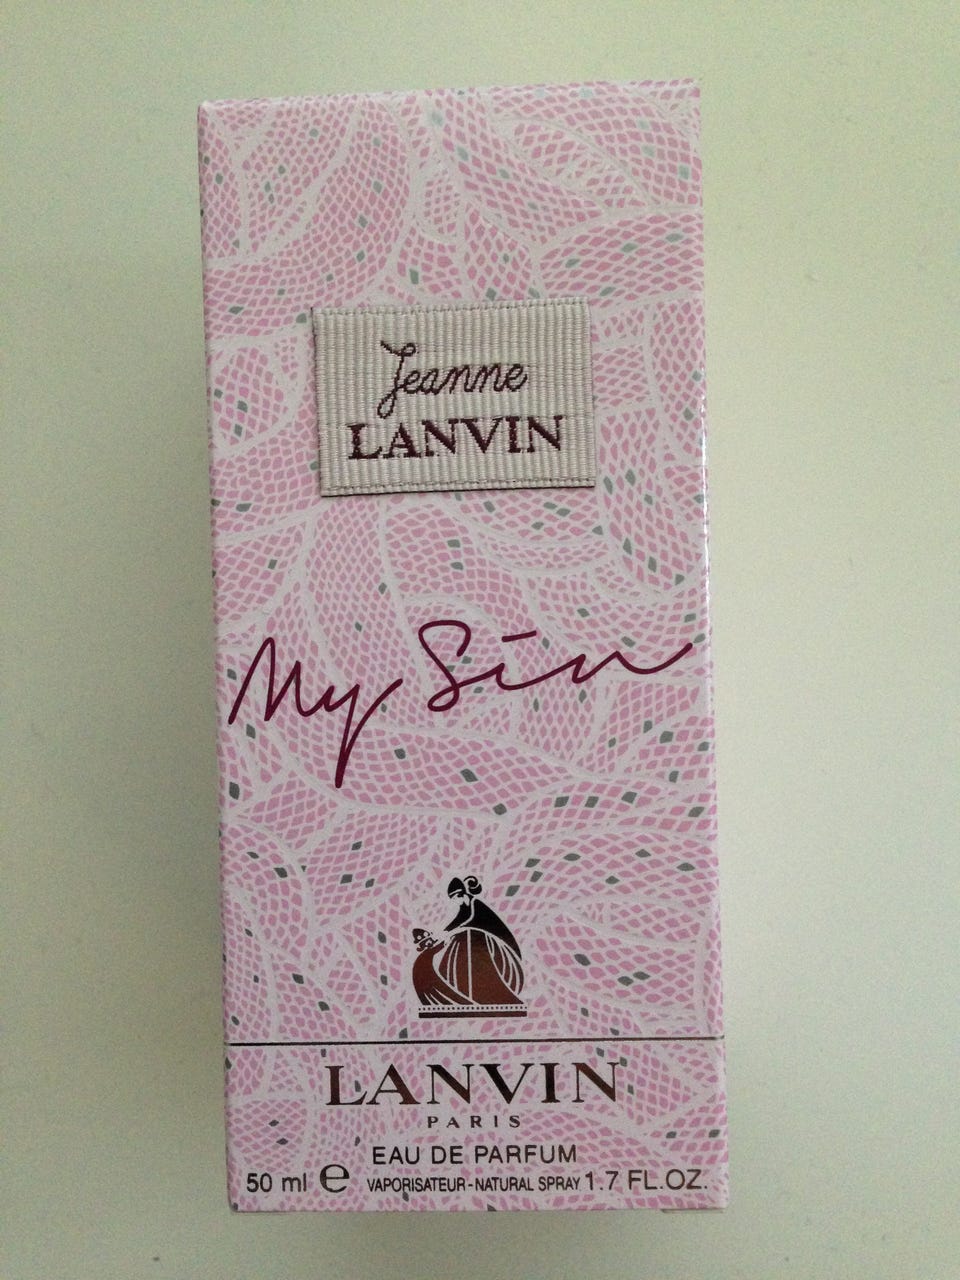 Jeanne
LANVIN
My Sin
LANVIN
PARIS
EAU DE PARFUM
50 ml ℮ VAPORISATEUR-NATURAL SPRAY 1.7 FL.OZ.